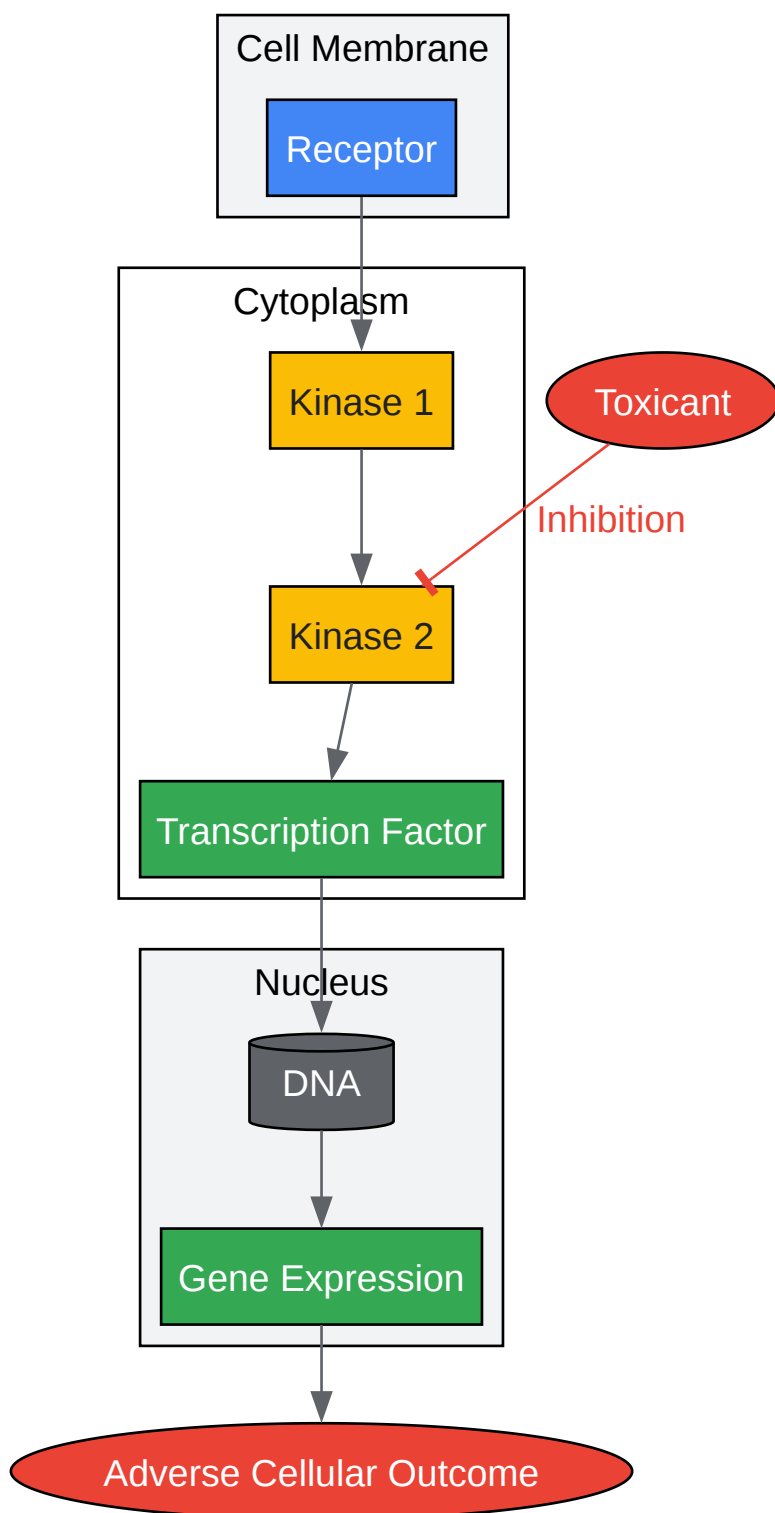 Cell Membrane
Receptor
Cytoplasm
Kinase 1
Toxicant
Inhibition
Kinase 2
Transcription Factor
Nucleus
DNA
Gene Expression
Adverse Cellular Outcome